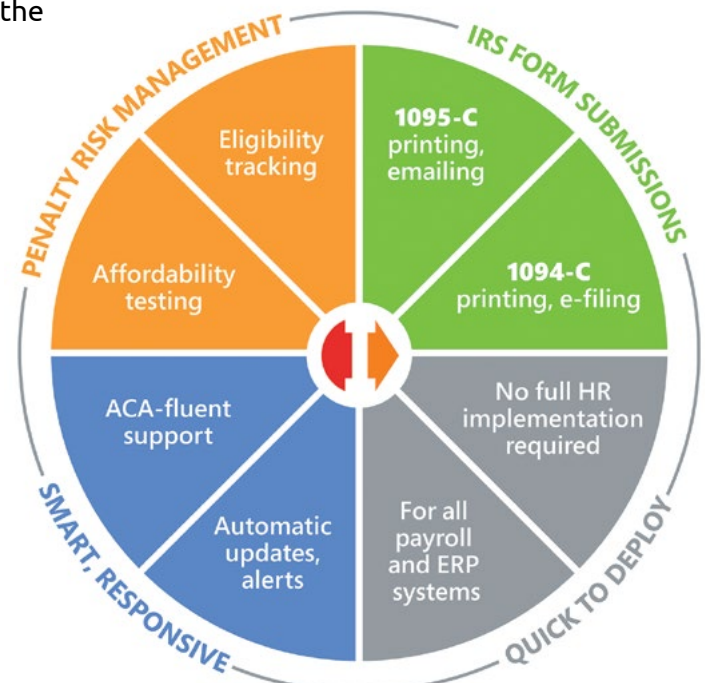 the
PENALTY RISK MANAGEMENT
IRS FORM SUBMISSIONS
Eligibility
tracking
1095-C
printing,
emailing
Affordability
testing
1094-C
printing, e-filing
ACA-fluent
support
No full HR
implementation
required
Automatic
updates,
alerts
For all
payroll
and ERP
systems
SMART, RESPONSIVE
QUICK TO DEPLOY